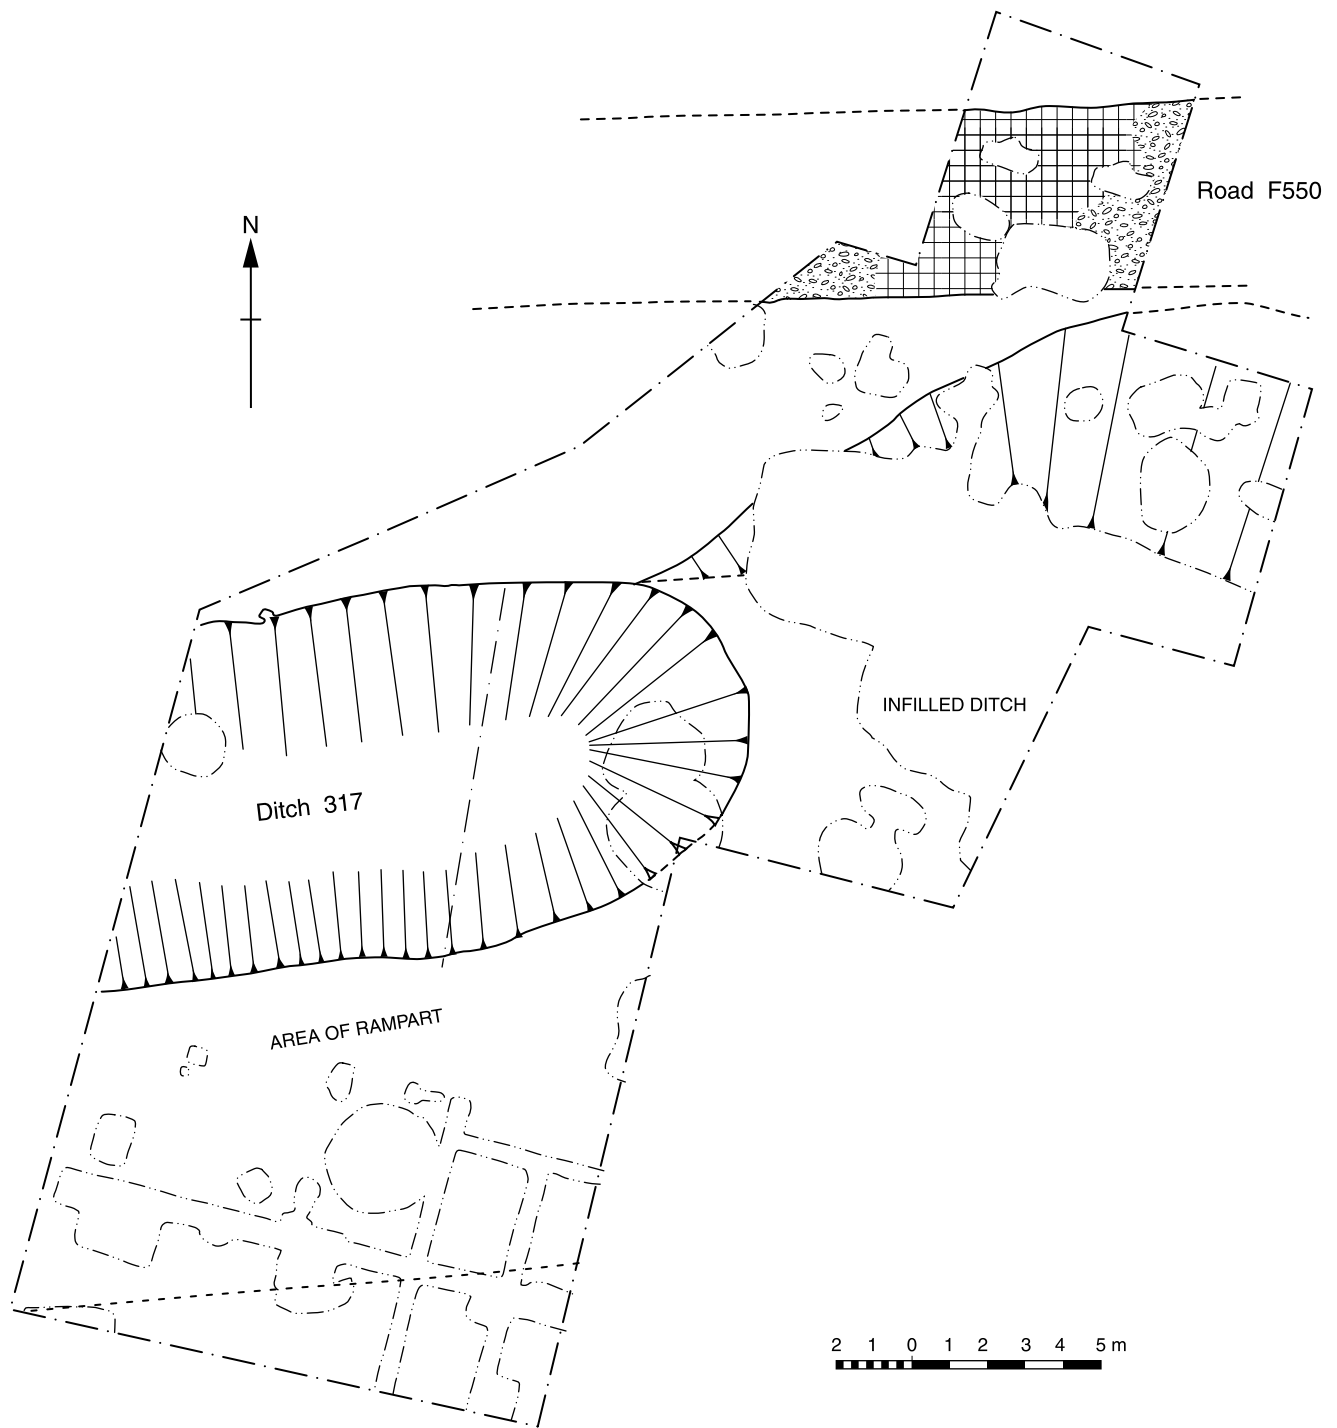 Road F550
N
INFILLED DITCH
Ditch 317
AREA OF RAMPART
2 1 0 1 2 3 4 5 m